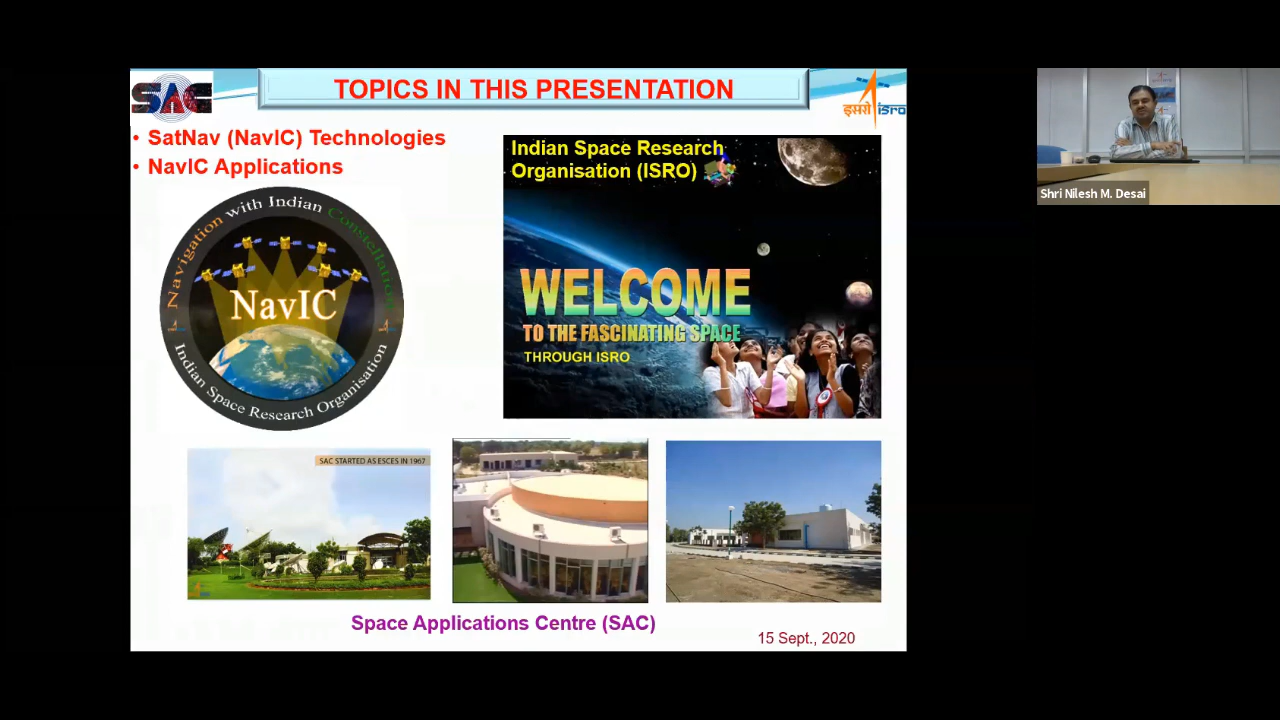 SAC
TOPICS IN THIS PRESENTATION
इसरो isro
• SatNav (NavIC) Technologies
• NavIC Applications
Navigation with Indian Constellation
NavIC
Indian Space Research Organisation
Indian Space Research
Organisation (ISRO)
WELCOME
TO THE FASCINATING SPACE
THROUGH ISRO
SAC STARTED AS ESCES IN 1967
Space Applications Centre (SAC)
15 Sept., 2020
Shri Nilesh M. Desai